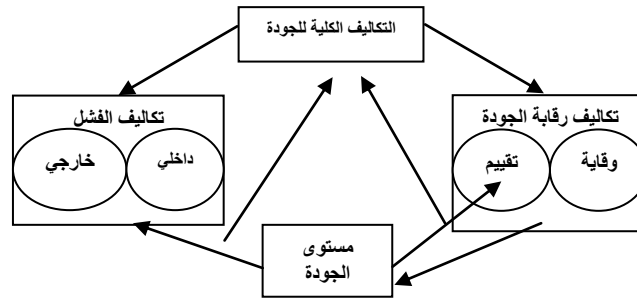 التكاليف الكلية للجودة
تكاليف رقابة الجودة
وقاية
تقييم
تكاليف الفشل
داخلي
خارجي
مستوى
الجودة